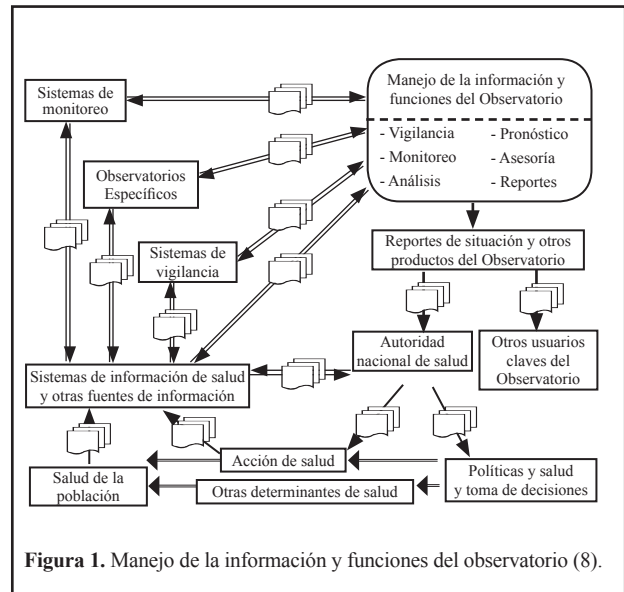 Sistemas de
monitoreo
Manejo de la información y
funciones del Observatorio
- Vigilancia
- Pronóstico
- Monitoreo
- Asesoría
- Análisis
- Reportes
Observatorios
Específicos
Sistemas de
vigilancia
Reportes de situación y otros
productos del Observatorio
Autoridad
nacional de salud
Otros usuarios
claves del
Observatorio
Sistemas de información de salud
y otras fuentes de información
Acción de salud
Salud de la
población
Otras determinantes de salud
Políticas y salud
y toma de decisiones
Figura 1. Manejo de la información y funciones del observatorio (8).